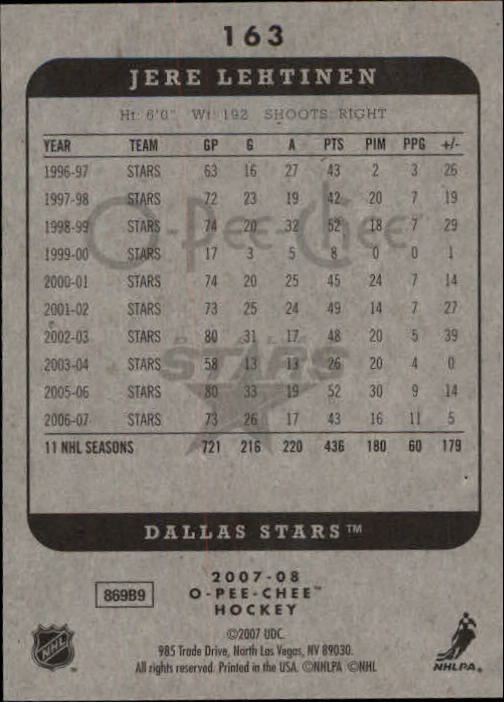 163
JERE LEHTINEN
Ht: 6'0" Wt: 192 SHOOTS: RIGHT
YEAR TEAM GP G A PTS PIM PPG +/-
1996-97 STARS 63 16 27 43 2 3 26
1997-98 STARS 72 23 19 42 20 7 19
1998-99 STARS 74 20 32 52 18 7 29
O-Pee-Chee
1999-00 STARS 17 3 5 8 0 0 1
2000-01 STARS 74 20 25 45 24 7 14
2001-02 STARS 73 25 24 49 14 7 27
2002-03 STARS 80 31 17 48 20 5 39
DALLAS
STARS
2003-04 STARS 58 13 13 26 20 4 0
2005-06 STARS 80 33 19 52 30 9 14
2006-07 STARS 73 26 17 43 16 11 5
11 NHL SEASONS 721 216 220 436 180 60 179
DALLAS STARS™
869B9
2007-08
O-PEE-CHEE™
HOCKEY
©2007 UDC.
985 Trade Drive, North Las Vegas, NV 89030.
All rights reserved. Printed in the USA. ©NHLPA ©NHL
NHL
NHLPA